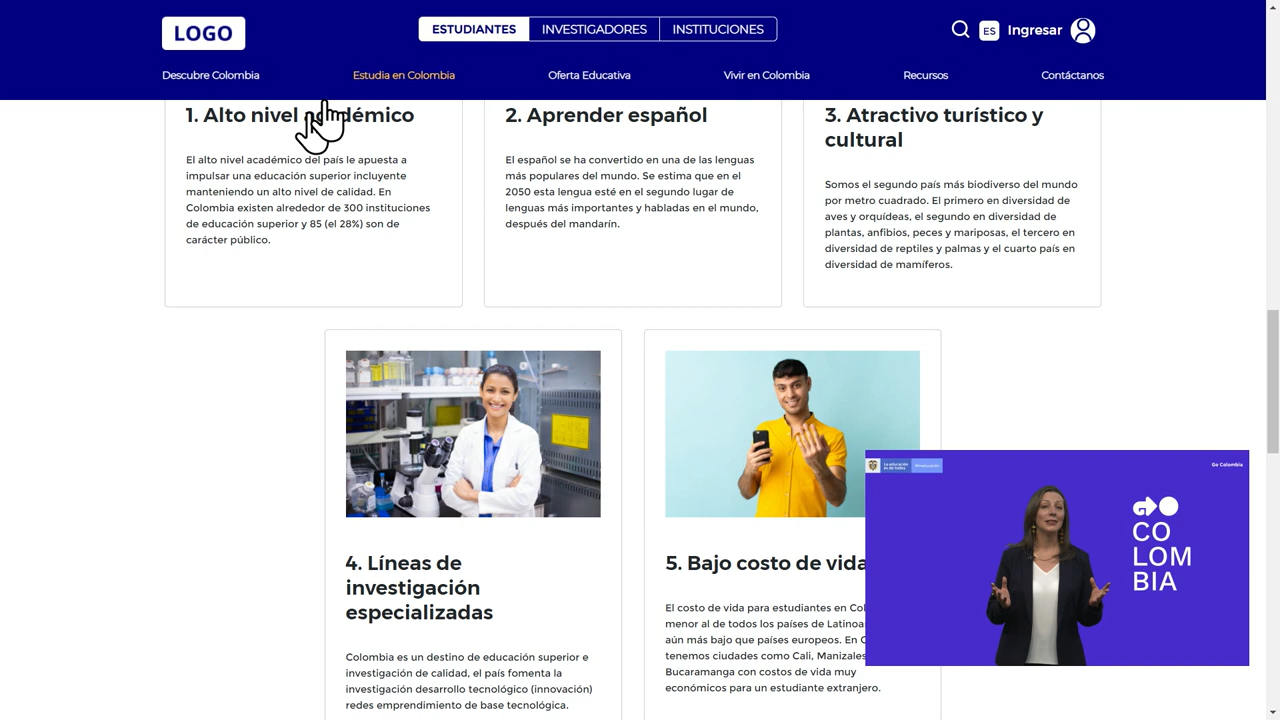 LOGO
ESTUDIANTES
INVESTIGADORES
INSTITUCIONES
ES
Ingresar
Descubre Colombia
Estudia en Colombia
Oferta Educativa
Vivir en Colombia
Recursos
Contáctanos
1. Alto nivel académico
El alto nivel académico del país le apuesta a
impulsar una educación superior incluyente
manteniendo un alto nivel de calidad. En
Colombia existen alrededor de 300 instituciones
de educación superior y 85 (el 28%) son de
carácter público.
2. Aprender español
El español se ha convertido en una de las lenguas
más populares del mundo. Se estima que en el
2050 esta lengua esté en el segundo lugar de
lenguas más importantes y habladas en el mundo,
después del mandarín.
3. Atractivo turístico y
cultural
Somos el segundo país más biodiverso del mundo
por metro cuadrado. El primero en diversidad de
aves y orquídeas, el segundo en diversidad de
plantas, anfibios, peces y mariposas, el tercero en
diversidad de reptiles y palmas y el cuarto país en
diversidad de mamíferos.
4. Líneas de
investigación
especializadas
Colombia es un destino de educación superior e
investigación de calidad, el país fomenta la
investigación desarrollo tecnológico (innovación)
redes emprendimiento de base tecnológica.
5. Bajo costo de vida
El costo de vida para estudiantes en Col
menor al de todos los países de Latinoa
aún más bajo que países europeos. En C
tenemos ciudades como Cali, Manizales
Bucaramanga con costos de vida muy
económicos para un estudiante extranjero.
La educación
es de todos
Mineducación
Go Colombia
GO
CO
LOM
BIA